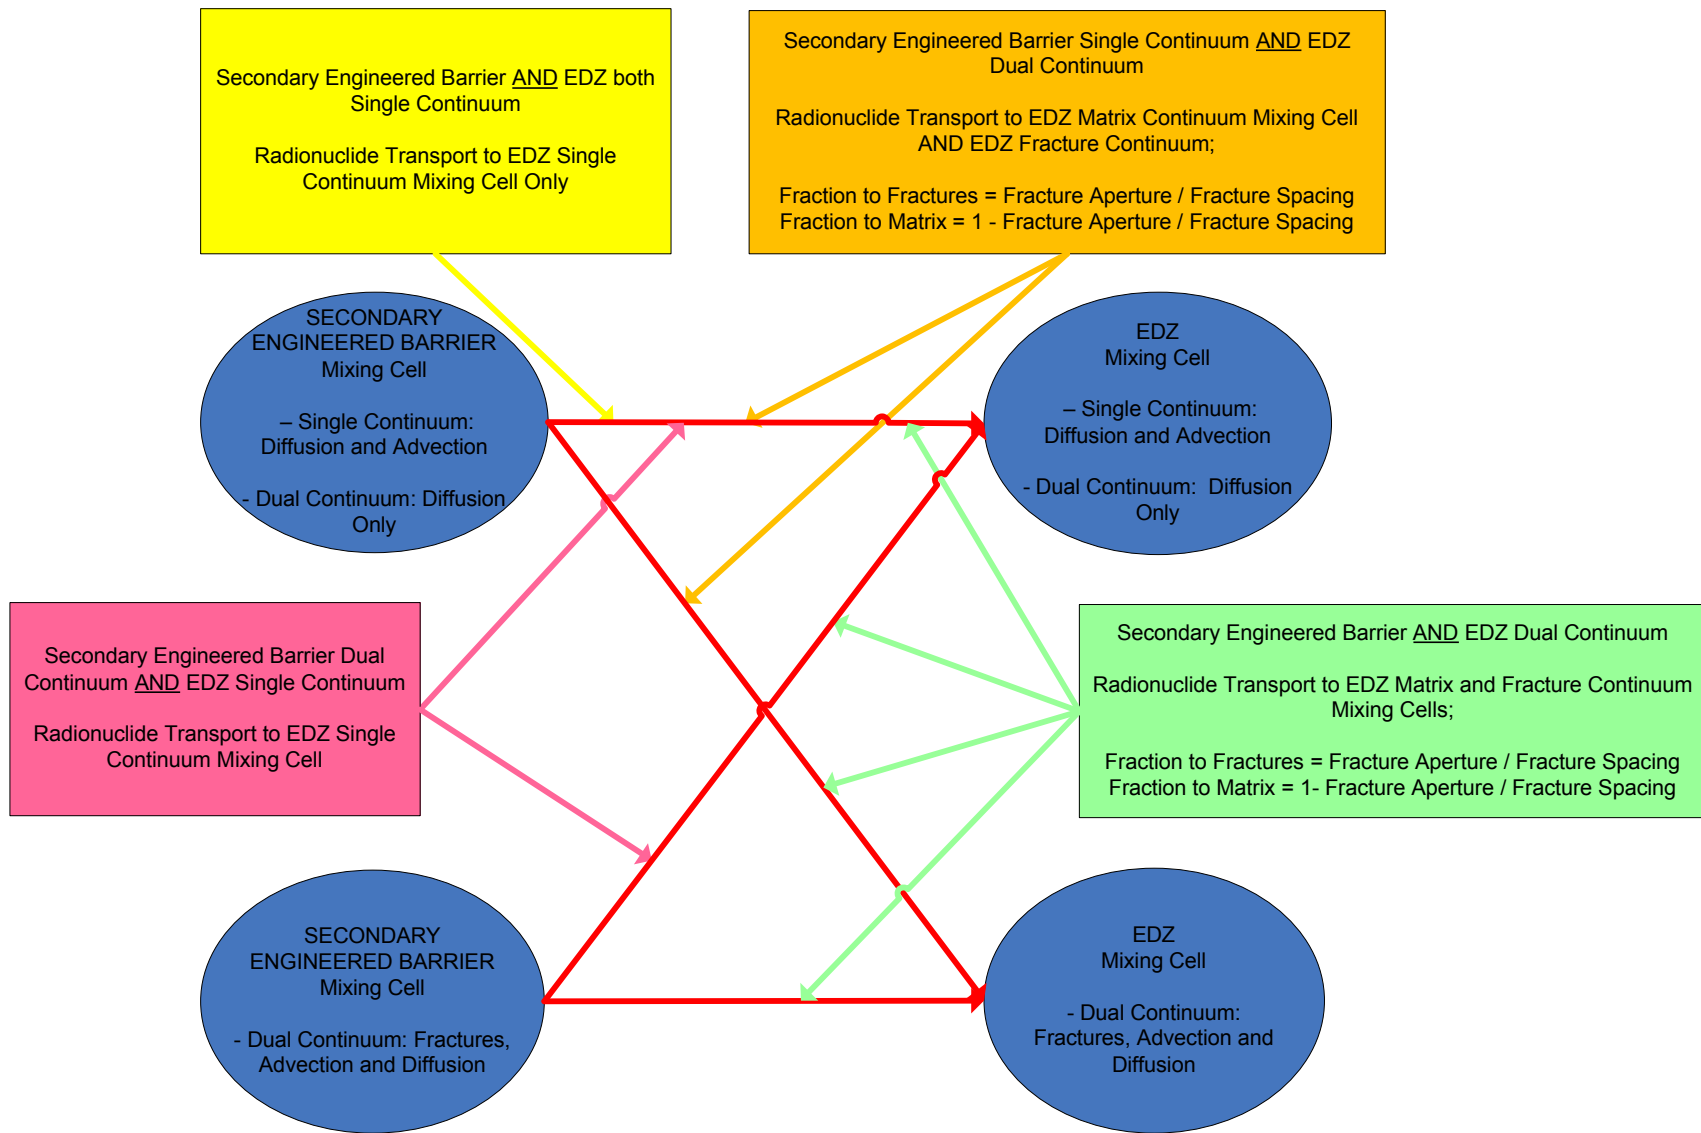 Secondary Engineered Barrier AND EDZ both
Single Continuum
Radionuclide Transport to EDZ Single
Continuum Mixing Cell Only
Secondary Engineered Barrier Single Continuum AND EDZ
Dual Continuum
Radionuclide Transport to EDZ Matrix Continuum Mixing Cell
AND EDZ Fracture Continuum;
Fraction to Fractures = Fracture Aperture / Fracture Spacing
Fraction to Matrix = 1 - Fracture Aperture / Fracture Spacing
SECONDARY
ENGINEERED BARRIER
Mixing Cell
– Single Continuum:
Diffusion and Advection
- Dual Continuum: Diffusion
Only
EDZ
Mixing Cell
– Single Continuum:
Diffusion and Advection
- Dual Continuum:  Diffusion
Only
Secondary Engineered Barrier Dual
Continuum AND EDZ Single Continuum
Radionuclide Transport to EDZ Single
Continuum Mixing Cell
Secondary Engineered Barrier AND EDZ Dual Continuum
Radionuclide Transport to EDZ Matrix and Fracture Continuum
Mixing Cells;
Fraction to Fractures = Fracture Aperture / Fracture Spacing
Fraction to Matrix = 1- Fracture Aperture / Fracture Spacing
SECONDARY
ENGINEERED BARRIER
Mixing Cell
- Dual Continuum: Fractures,
Advection and Diffusion
EDZ
Mixing Cell
- Dual Continuum:
Fractures, Advection and
Diffusion